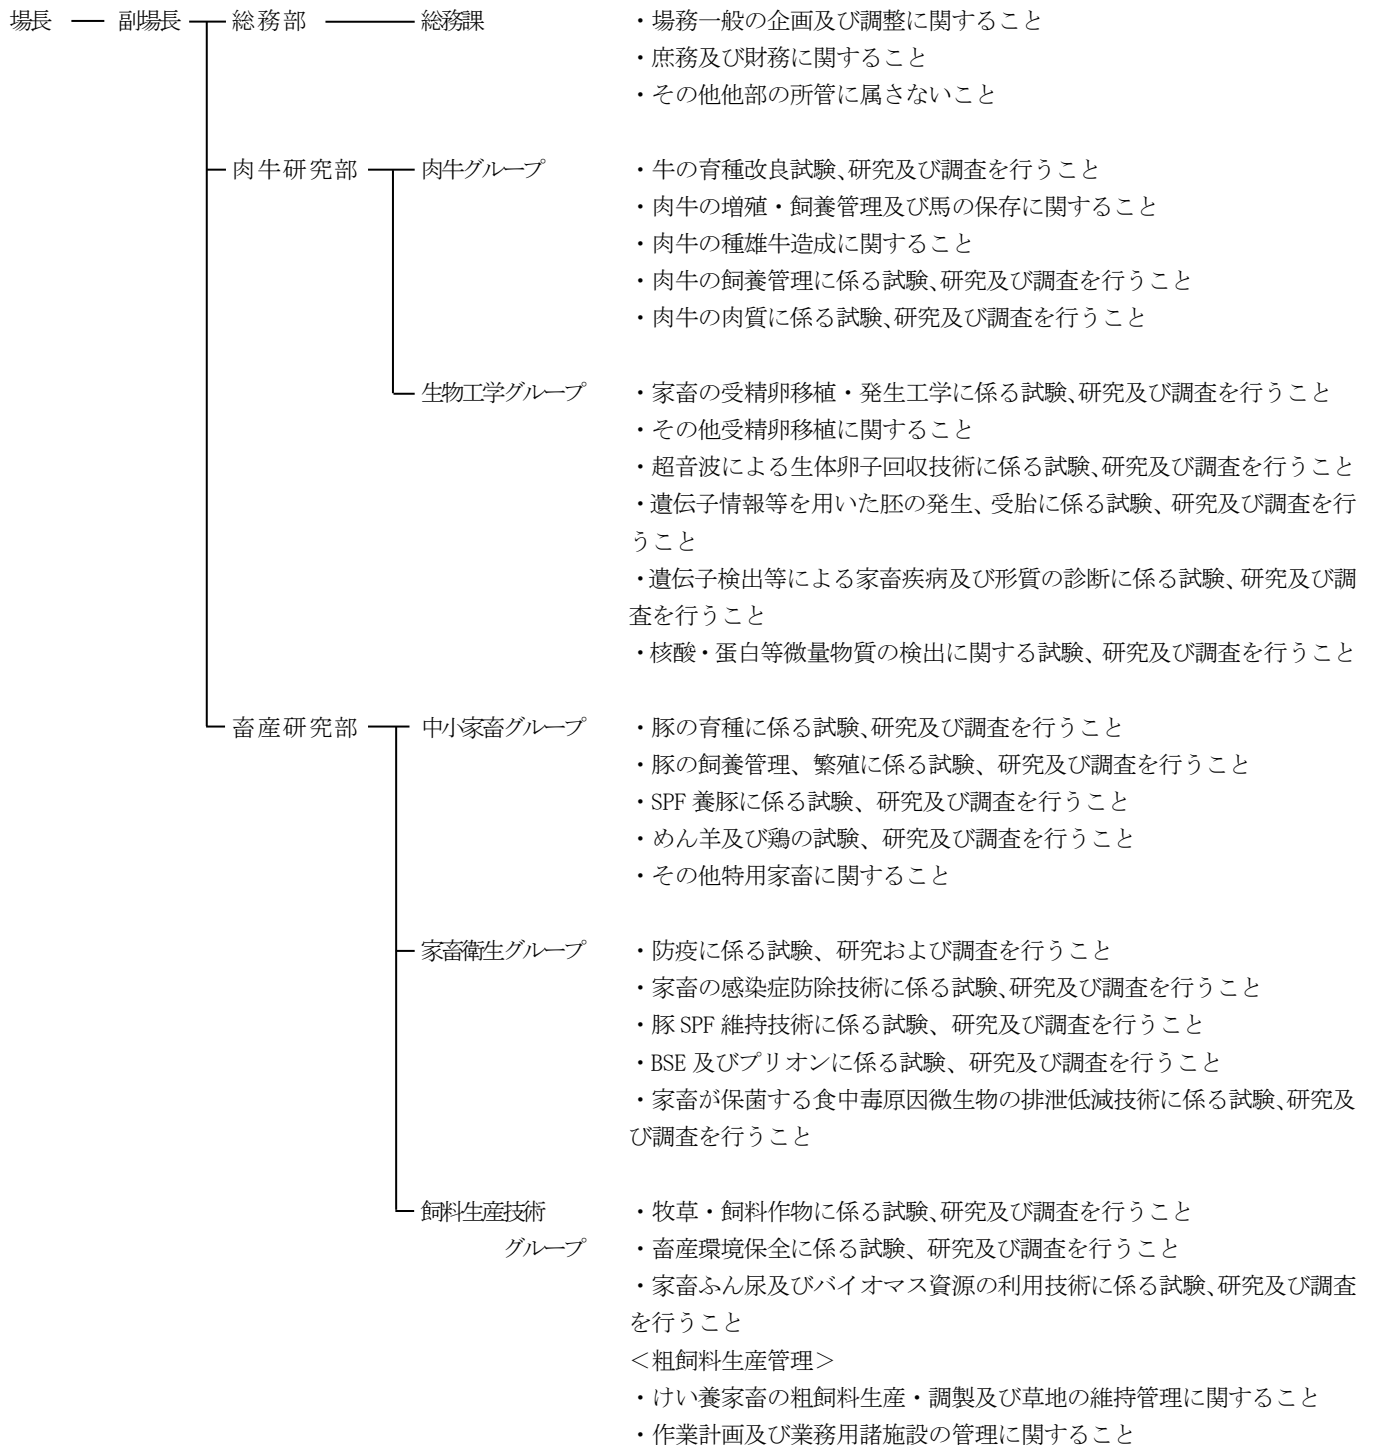 場長 副場長 総務部 総務課 ・場務一般の企画及び調整に関すること
・庶務及び財務に関すること
・その他他部の所管に属さないこと
肉牛研究部 肉牛グループ ・牛の育種改良試験、研究及び調査を行うこと
・肉牛の増殖・飼養管理及び馬の保存に関すること
・肉牛の種雄牛造成に関すること
・肉牛の飼養管理に係る試験、研究及び調査を行うこと
・肉牛の肉質に係る試験、研究及び調査を行うこと
生物工学グループ ・家畜の受精卵移植・発生工学に係る試験、研究及び調査を行うこと
・その他受精卵移植に関すること
・超音波による生体卵子回収技術に係る試験、研究及び調査を行うこと
・遺伝子情報等を用いた胚の発生、受胎に係る試験、研究及び調査を行
うこと
・遺伝子検出等による家畜疾病及び形質の診断に係る試験、研究及び調
査を行うこと
・核酸・蛋白等微量物質の検出に関する試験、研究及び調査を行うこと
畜産研究部 中小家畜グループ ・豚の育種に係る試験、研究及び調査を行うこと
・豚の飼養管理、繁殖に係る試験、研究及び調査を行うこと
・SPF 養豚に係る試験、研究及び調査を行うこと
・めん羊及び鶏の試験、研究及び調査を行うこと
・その他特用家畜に関すること
家畜衛生グループ ・防疫に係る試験、研究および調査を行うこと
・家畜の感染症防除技術に係る試験、研究及び調査を行うこと
・豚 SPF 維持技術に係る試験、研究及び調査を行うこと
・BSE 及びプリオンに係る試験、研究及び調査を行うこと
・家畜が保菌する食中毒原因微生物の排泄低減技術に係る試験、研究及
び調査を行うこと
飼料生産技術 ・牧草・飼料作物に係る試験、研究及び調査を行うこと
グループ ・畜産環境保全に係る試験、研究及び調査を行うこと
・家畜ふん尿及びバイオマス資源の利用技術に係る試験、研究及び調査
を行うこと
＜粗飼料生産管理＞
・けい養家畜の粗飼料生産・調製及び草地の維持管理に関すること
・作業計画及び業務用諸施設の管理に関すること